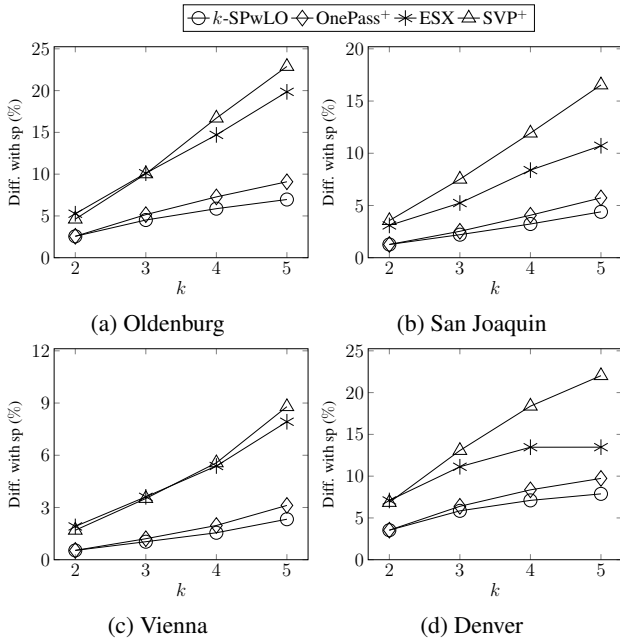 k-SPwLO OnePass+ ESX SVP+
Diff. with sp (%)
25
20
15
10
5
0
2 3 4 5
k
(a) Oldenburg
Diff. with sp (%)
20
15
10
5
0
2 3 4 5
k
(b) San Joaquin
Diff. with sp (%)
12
9
6
3
0
2 3 4 5
k
(c) Vienna
Diff. with sp (%)
25
20
15
10
5
0
2 3 4 5
k
(d) Denver